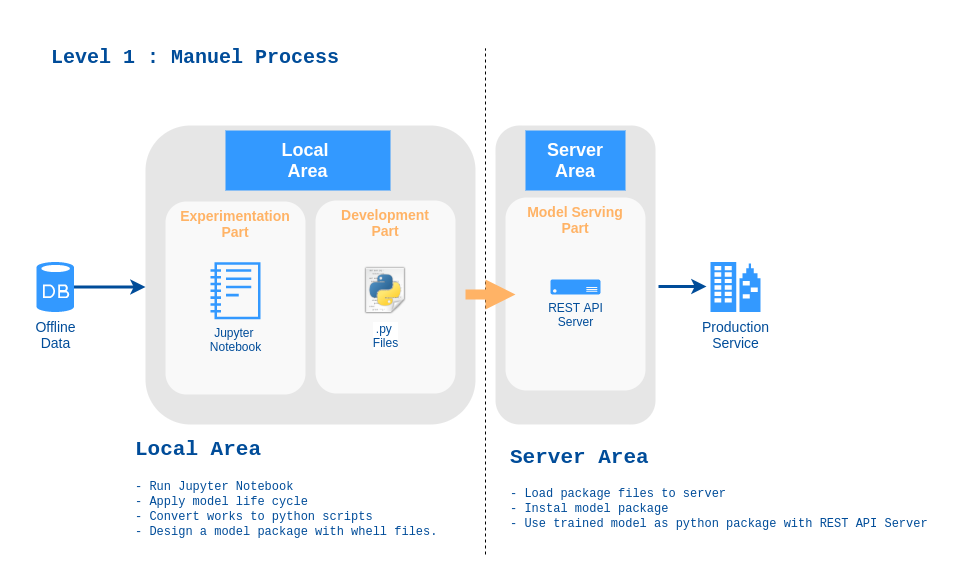 Level 1 : Manuel Process
Local
Area
Server
Area
Experimentation
Part
Development
Part
Model Serving
Part
DB
Offline
Data
Jupyter
Notebook
.py
Files
REST API
Server
Production
Service
Local Area
- Run Jupyter Notebook
- Apply model life cycle
- Convert works to python scripts
- Design a model package with whell files.
Server Area
- Load package files to server
- Instal model package
- Use trained model as python package with REST API Server